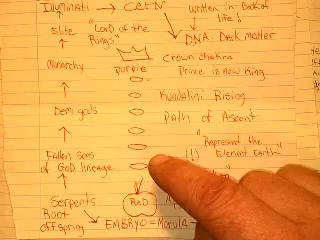 Illuminati → CERN
written in Book of life!
Elite
"Lord of the Rings"
DNA: Dark matter
Monarchy
purple
Crown chakra
Prince is now King
Kundalini Rising
Demi gods
Path of Ascent
"Represent the
(!) Element Earth"
Fallen sons
of GOD lineage
Serpents
Root
offspring
ReD
EMBRYO = Morula